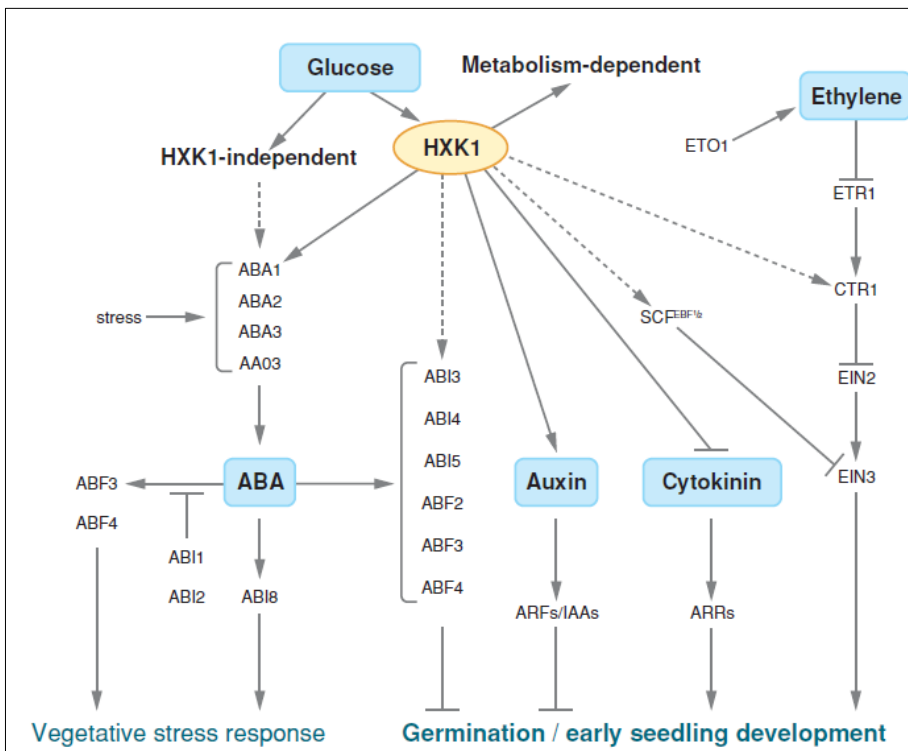 Glucose
Metabolism-dependent
Ethylene
HXK1
ETO1
HXK1-independent
ETR1
ABA1
CTR1
ABA2
stress
SCF^EBF½
ABA3
AA03
ABI3
EIN2
ABI4
ABI5
ABF3
ABA
Auxin
Cytokinin
EIN3
ABF2
ABF4
ABF3
ABI1
ABF4
ABI2
ABI8
ARFs/IAAs
ARRs
Vegetative stress response
Germination / early seedling development